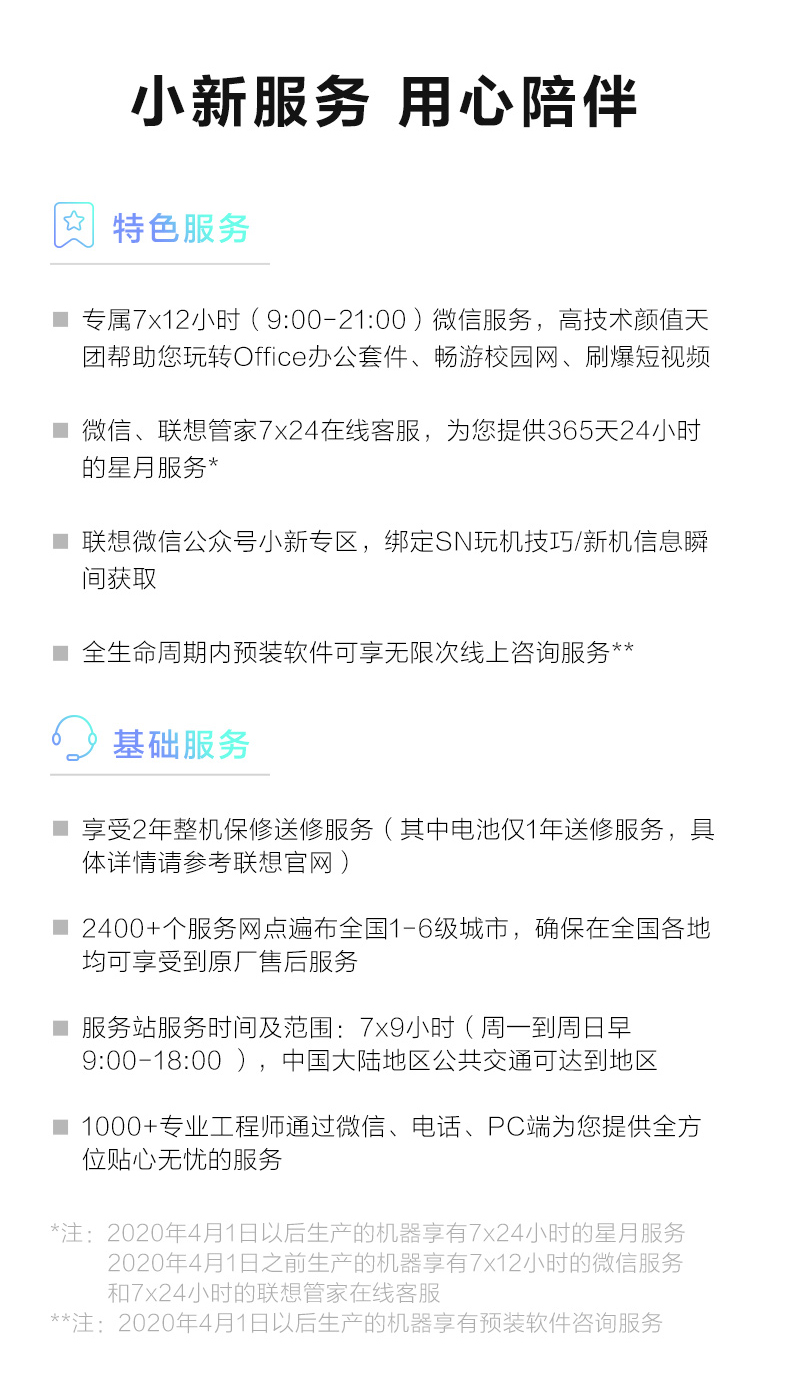 小新服务 用心陪伴
特色服务
专属7x12小时（9:00-21:00）微信服务，高技术颜值天
团帮助您玩转Office办公套件、畅游校园网、刷爆短视频
微信、联想管家7x24在线客服，为您提供365天24小时
的星月服务*
联想微信公众号小新专区，绑定SN玩机技巧/新机信息瞬
间获取
全生命周期内预装软件可享无限次线上咨询服务**
基础服务
享受2年整机保修送修服务（其中电池仅1年送修服务，具
体详情请参考联想官网）
2400+个服务网点遍布全国1-6级城市，确保在全国各地
均可享受到原厂售后服务
服务站服务时间及范围：7x9小时（周一到周日早
9:00-18:00 ），中国大陆地区公共交通可达到地区
1000+专业工程师通过微信、电话、PC端为您提供全方
位贴心无忧的服务
*注：2020年4月1日以后生产的机器享有7x24小时的星月服务
2020年4月1日之前生产的机器享有7x12小时的微信服务
和7x24小时的联想管家在线客服
**注：2020年4月1日以后生产的机器享有预装软件咨询服务